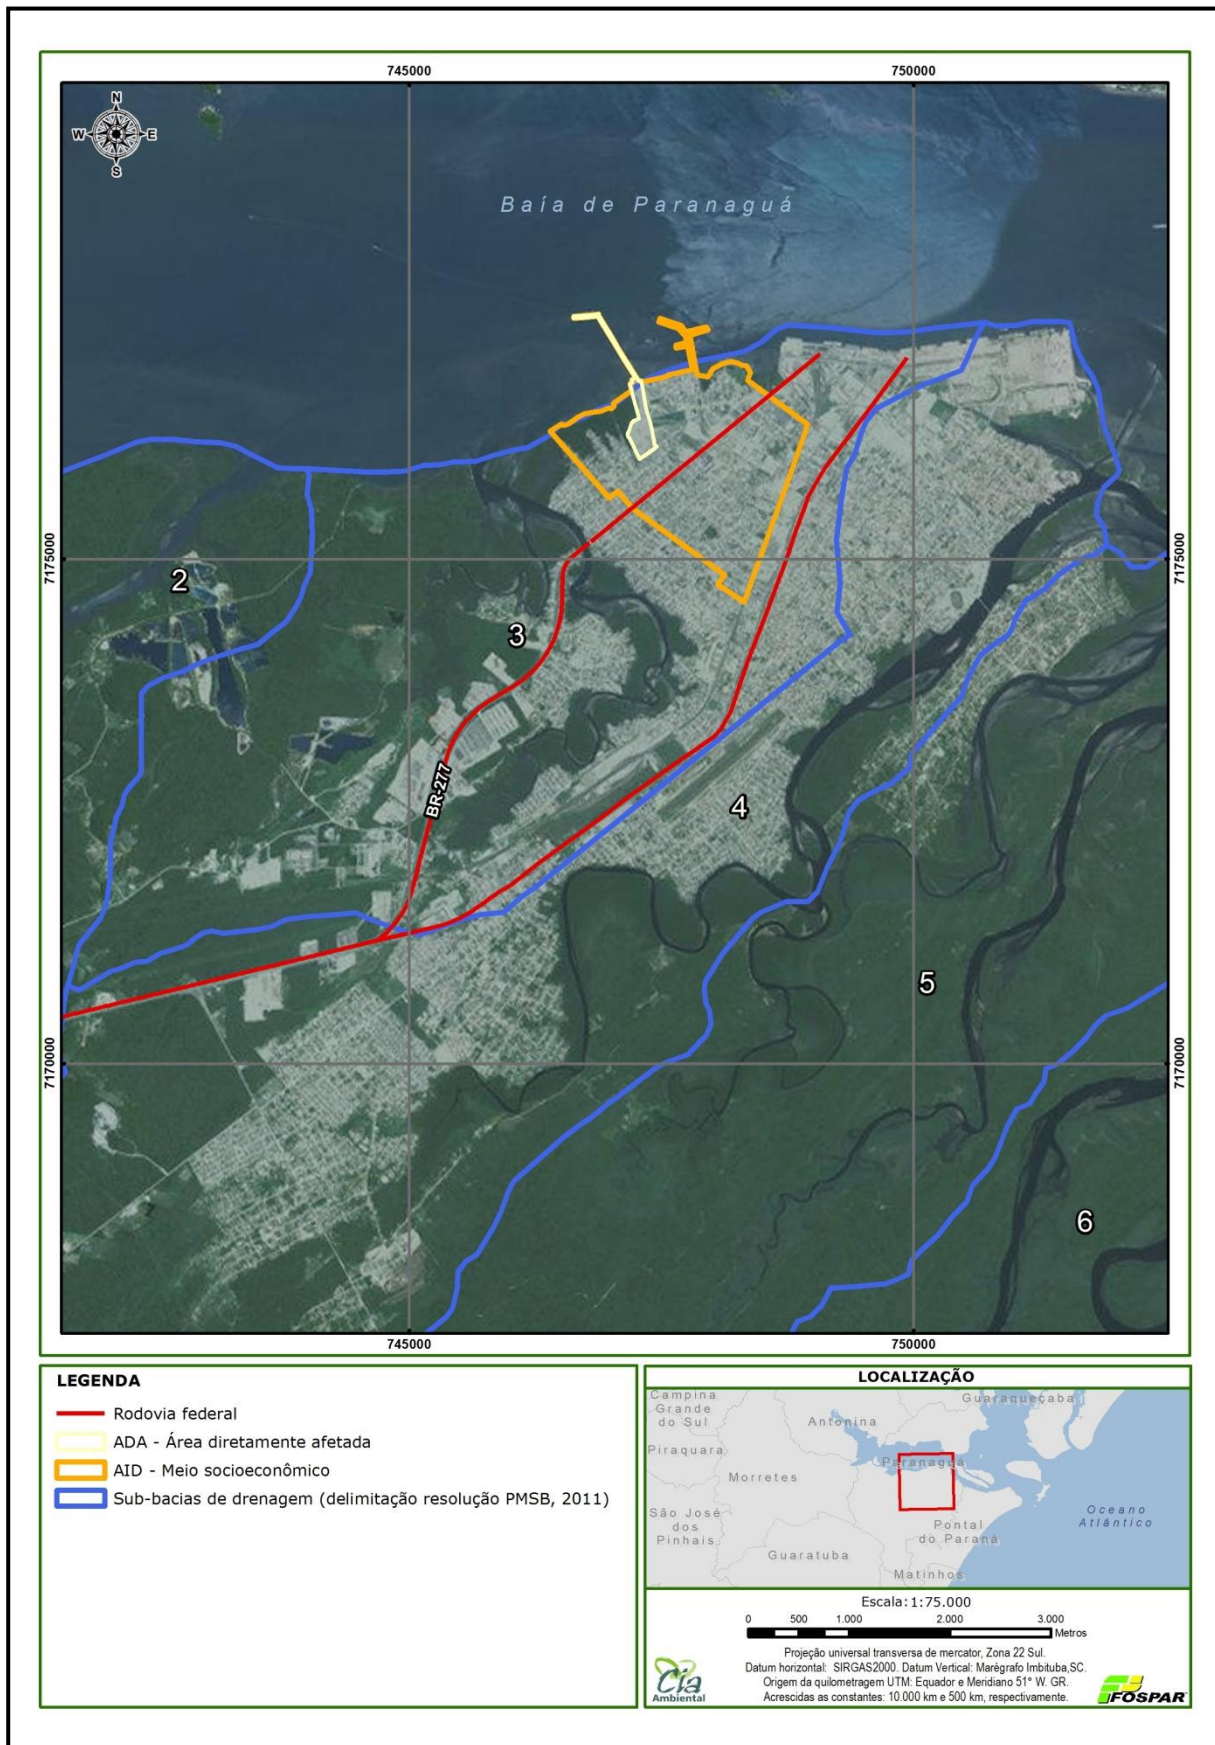 745000 750000
N
W E
S
Baía de Paranaguá
7175000 7175000
2
3
BR-277
4
5
7170000 7170000
6
745000 750000
LEGENDA
Rodovia federal
ADA - Área diretamente afetada
AID - Meio socioeconômico
Sub-bacias de drenagem (delimitação resolução PMSB, 2011)
LOCALIZAÇÃO
Campina
Grande
do Sul
Guaraqueçaba
Antonina
Piraquara
Paranaguá
Morretes
São José
dos
Pinhais
Oceano
Atlântico
Pontal
do Paraná
Guaratuba
Matinhos
Escala:1:75.000
0 500 1.000 2.000 3.000
Metros
Projeção universal transversa de mercator, Zona 22 Sul.
Datum horizontal: SIRGAS2000. Datum Vertical: Marégrafo Imbituba,SC.
Origem da quilometragem UTM: Equador e Meridiano 51° W. GR.
Acrescidas as constantes: 10.000 km e 500 km, respectivamente.
Cia
Ambiental
FOSPAR